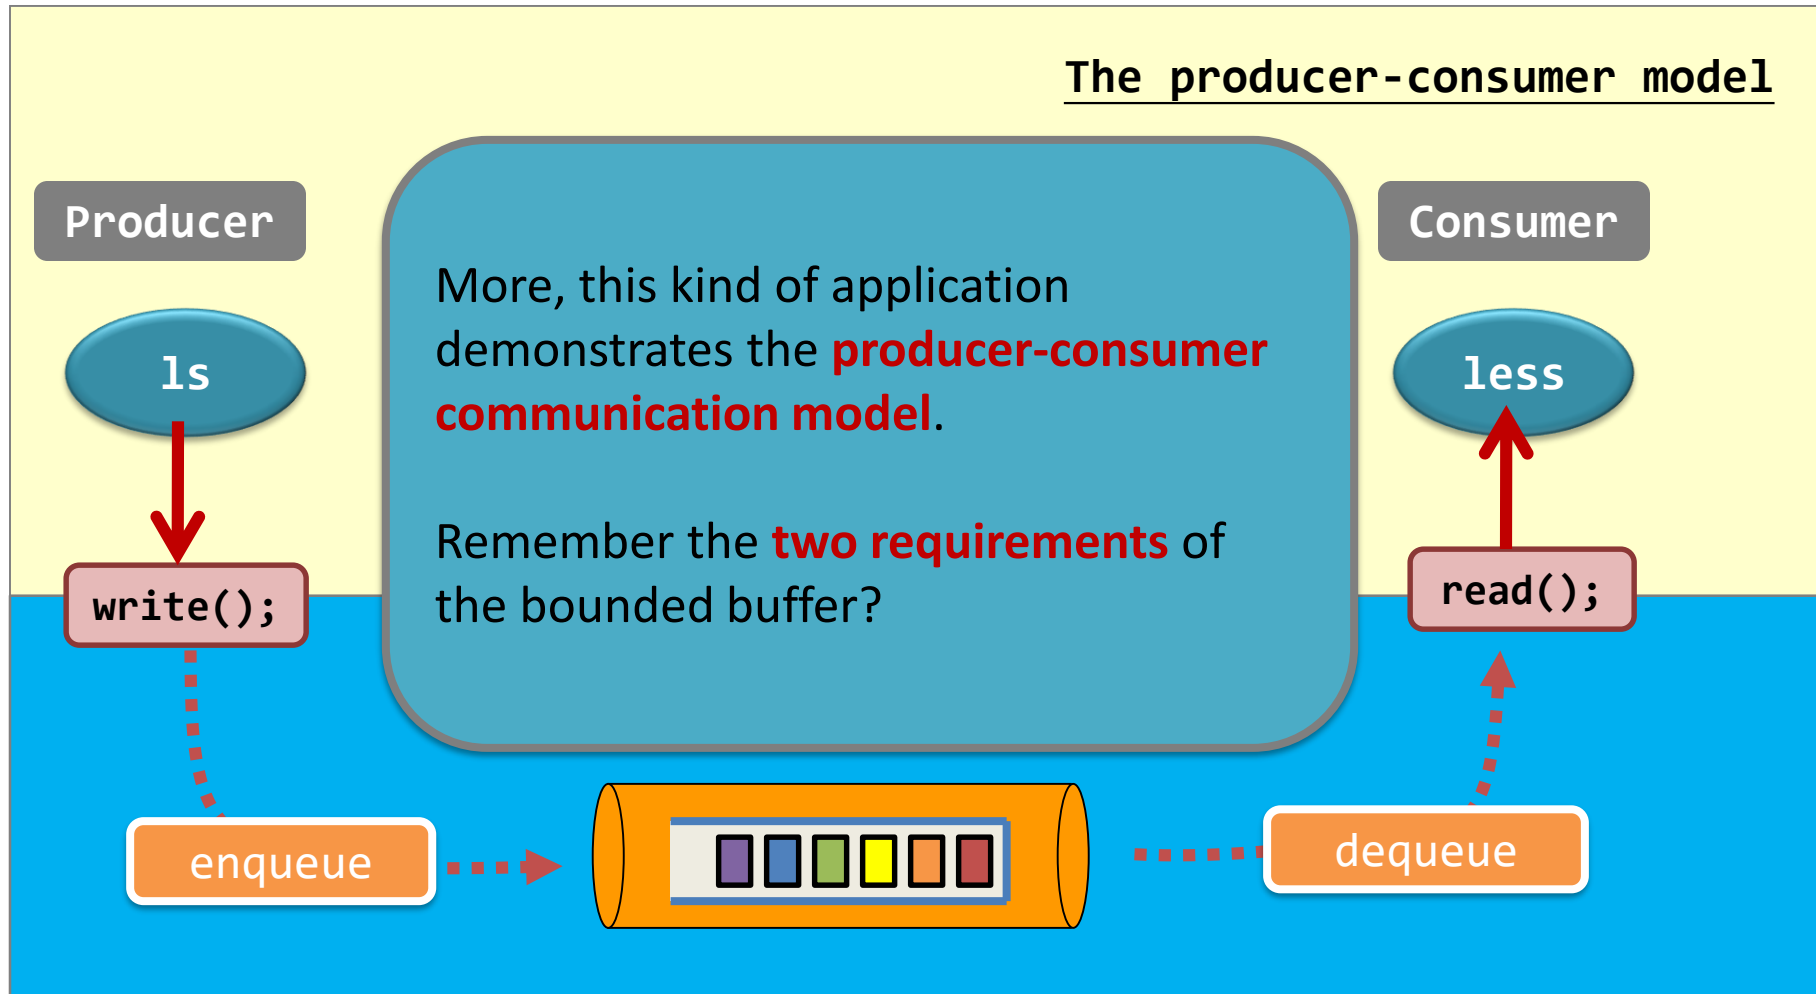 The producer-consumer model
Producer
Consumer
More, this kind of application
demonstrates the producer-consumer
communication model.
Remember the two requirements of
the bounded buffer?
ls
less
write();
read();
enqueue
dequeue